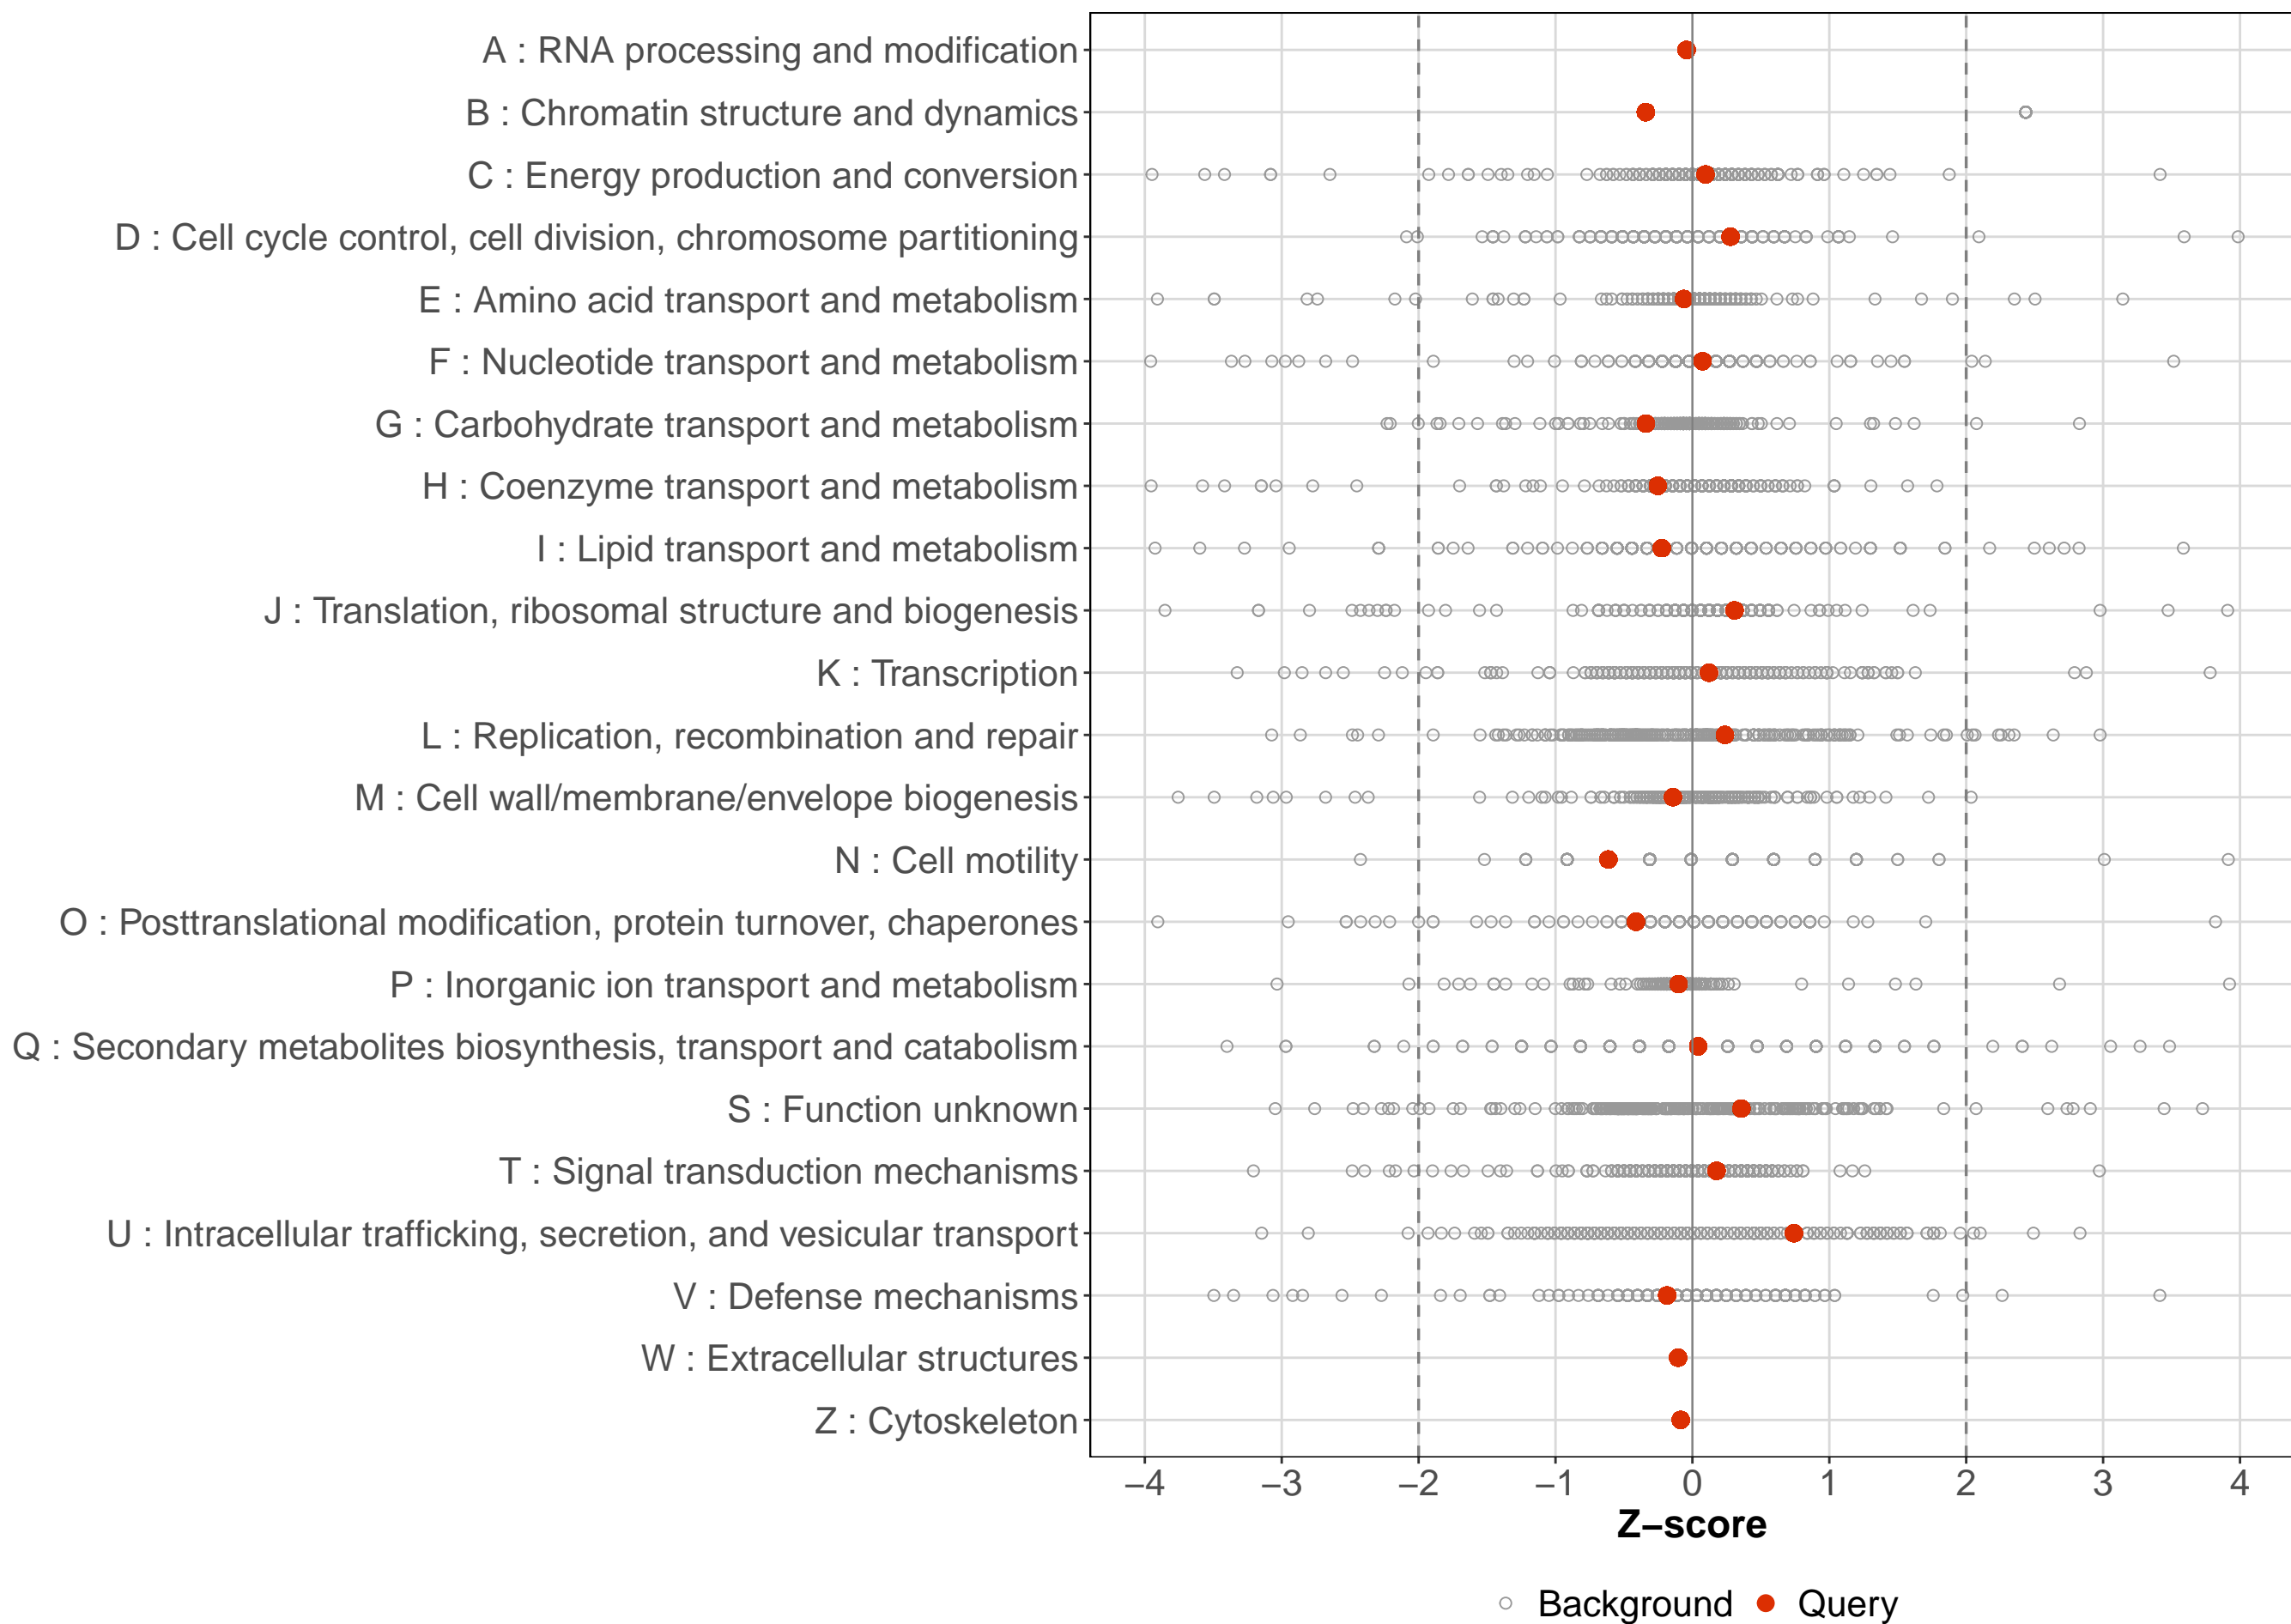 A : RNA processing and modification
B : Chromatin structure and dynamics
C : Energy production and conversion
D : Cell cycle control, cell division, chromosome partitioning
E : Amino acid transport and metabolism
F : Nucleotide transport and metabolism
G : Carbohydrate transport and metabolism
H : Coenzyme transport and metabolism
I : Lipid transport and metabolism
J : Translation, ribosomal structure and biogenesis
K : Transcription
L : Replication, recombination and repair
M : Cell wall/membrane/envelope biogenesis
N : Cell motility
O : Posttranslational modification, protein turnover, chaperones
P : Inorganic ion transport and metabolism
Q : Secondary metabolites biosynthesis, transport and catabolism
S : Function unknown
T : Signal transduction mechanisms
U : Intracellular trafficking, secretion, and vesicular transport
V : Defense mechanisms
W : Extracellular structures
Z : Cytoskeleton
−4 −3 −2 −1 0 1 2 3 4
Z−score
Background Query